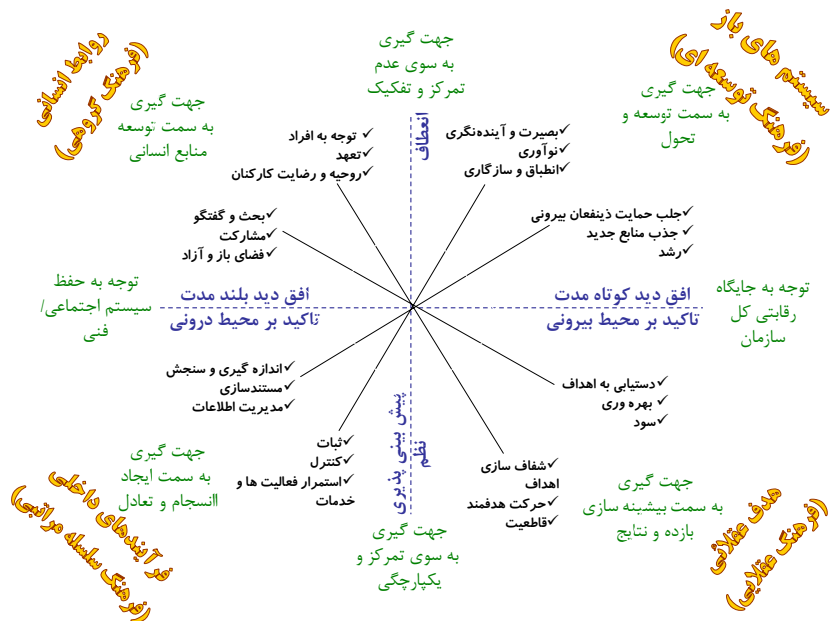 روابط انسانی
(فرهنگ گروهی)
جهت گیری
به سمت توسعه
منابع انسانی
جهت گیری
به سوی عدم
تمرکز و تفکیک
سیستم های باز
(فرهنگ توسعه ای)
جهت گیری
به سمت توسعه و
تحول
انعطاف
بصیرت و آینده‌نگری
نوآوری
انطباق و سازگاری
توجه به افراد
تعهد
روحیه و رضایت کارکنان
جلب حمایت ذینفعان بیرونی
جذب منابع جدید
رشد
بحث و گفتگو
مشارکت
فضای باز و آزاد
توجه به جایگاه
رقابتی کل
سازمان
افق دید کوتاه مدت
تاکید بر محیط بیرونی
افق دید بلند مدت
تاکید بر محیط درونی
توجه به حفظ
سیستم اجتماعی/
فنی
دستیابی به اهداف
بهره وری
سود
اندازه گیری و سنجش
مستندسازی
مدیریت اطلاعات
پیش بینی پذیری
نظم
شفاف سازی
اهداف
حرکت هدفمند
قاطعیت
ثبات
کنترل
استمرار فعالیت ها و
خدمات
جهت گیری
به سمت بیشینه سازی
بازده و نتایج
هدف عقلایی
(فرهنگ عقلایی)
جهت گیری
به سوی تمرکز و
یکپارچگی
جهت گیری
به سمت ایجاد
اانسجام و تعادل
فرآیندهای داخلی
(فرهنگ سلسله مراتبی)